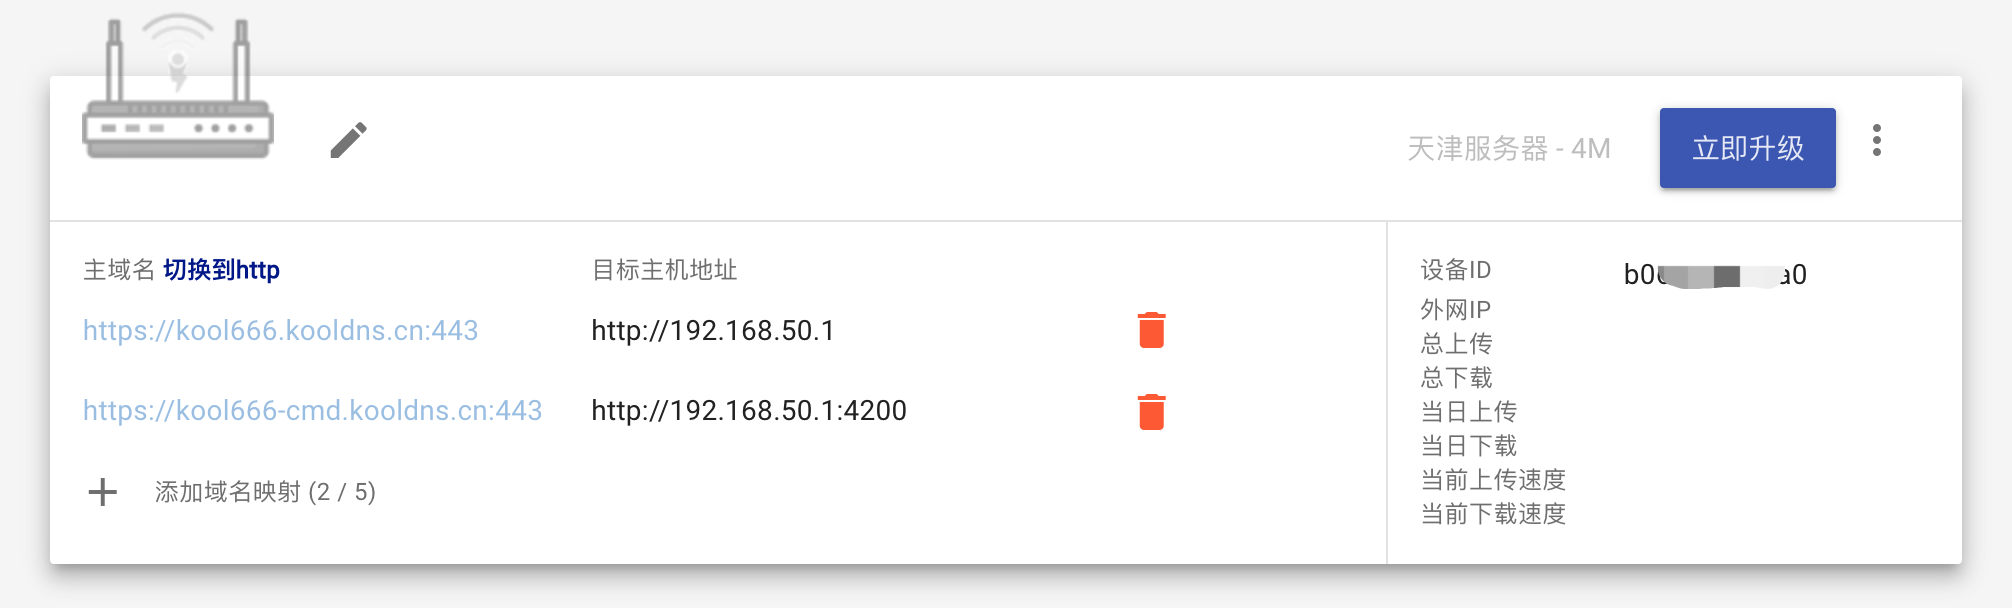 天津服务器 - 4M
立即升级
主域名 切换到http
目标主机地址
https://kool666.kooldns.cn:443
http://192.168.50.1
https://kool666-cmd.kooldns.cn:443
http://192.168.50.1:4200
添加域名映射 (2 / 5)
设备ID
外网IP
总上传
总下载
当日上传
当日下载
当前上传速度
当前下载速度